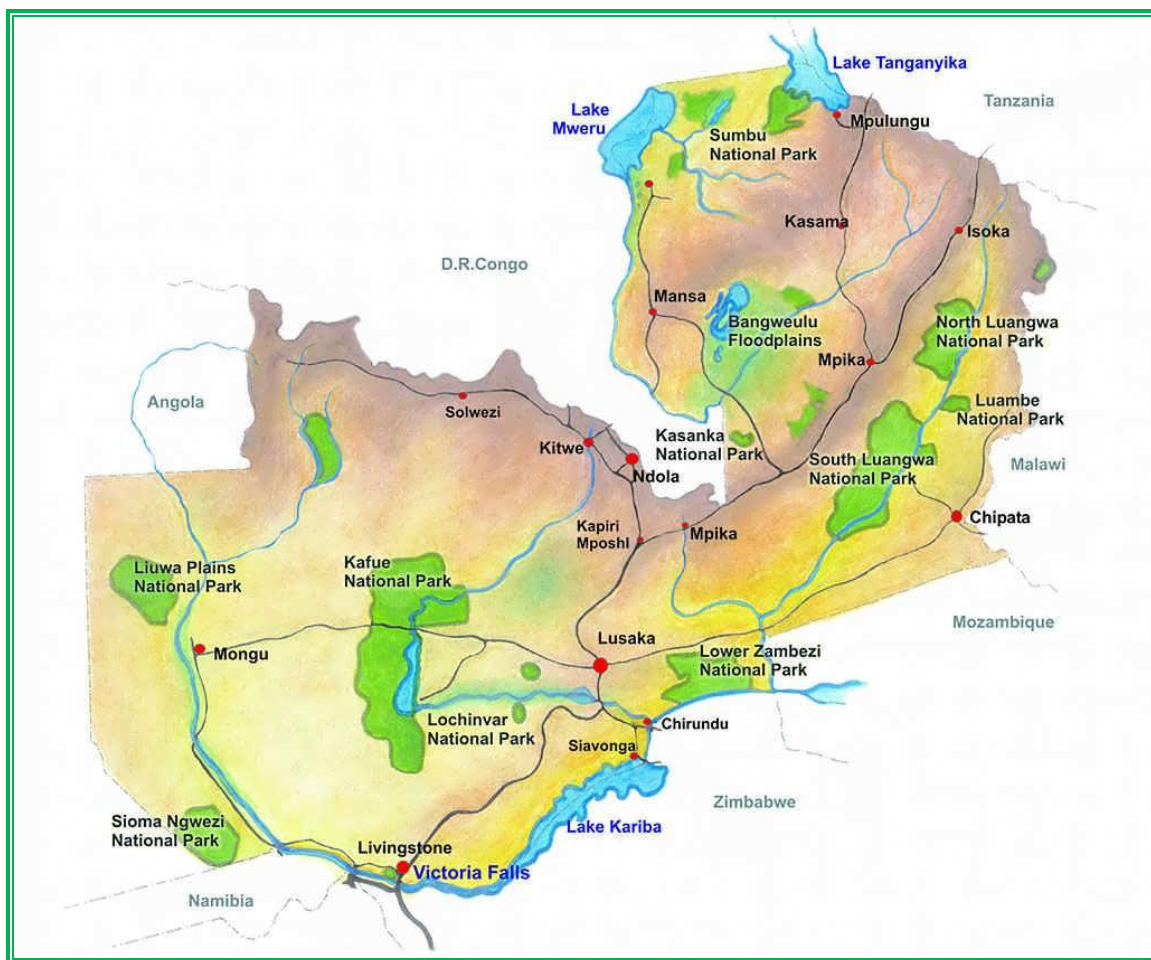 Lake Tanganyika
Lake
Mweru
Tanzania
Mpulungu
Sumbu
National Park
Kasama
Isoka
D.R.Congo
Mansa
Bangweulu
Floodplains
North Luangwa
National Park
Mpika
Angola
Solwezi
Luambe
National Park
Kitwe
Kasanka
National Park
Ndola
South Luangwa
National Park
Malawi
Chipata
Kapiri
Mposhl
Mpika
Liuwa Plains
National Park
Kafue
National Park
Mozambique
Mongu
Lusaka
Lower Zambezi
National Park
Lochinvar
National Park
Chirundu
Siavonga
Zimbabwe
Sioma Ngwezi
National Park
Lake Kariba
Livingstone
Victoria Falls
Namibia